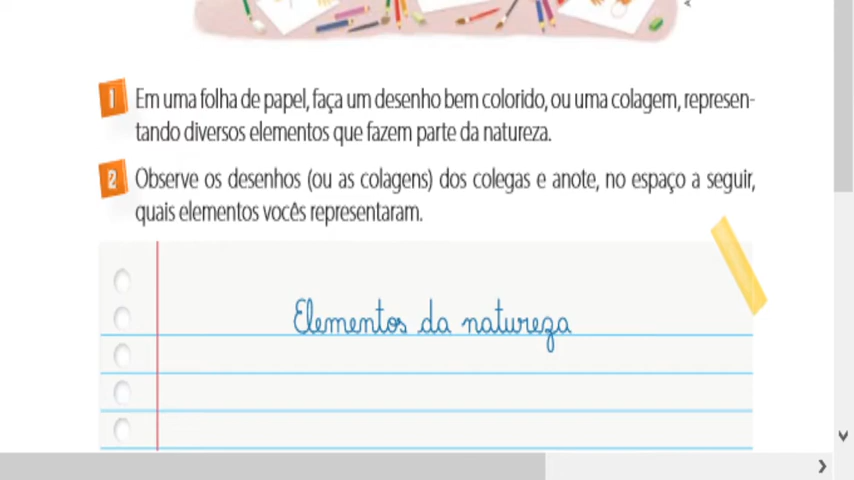 1 Em uma folha de papel, faça um desenho bem colorido, ou uma colagem, represen-
tando diversos elementos que fazem parte da natureza.
2 Observe os desenhos (ou as colagens) dos colegas e anote, no espaço a seguir,
quais elementos vocês representaram.
Elementos da natureza